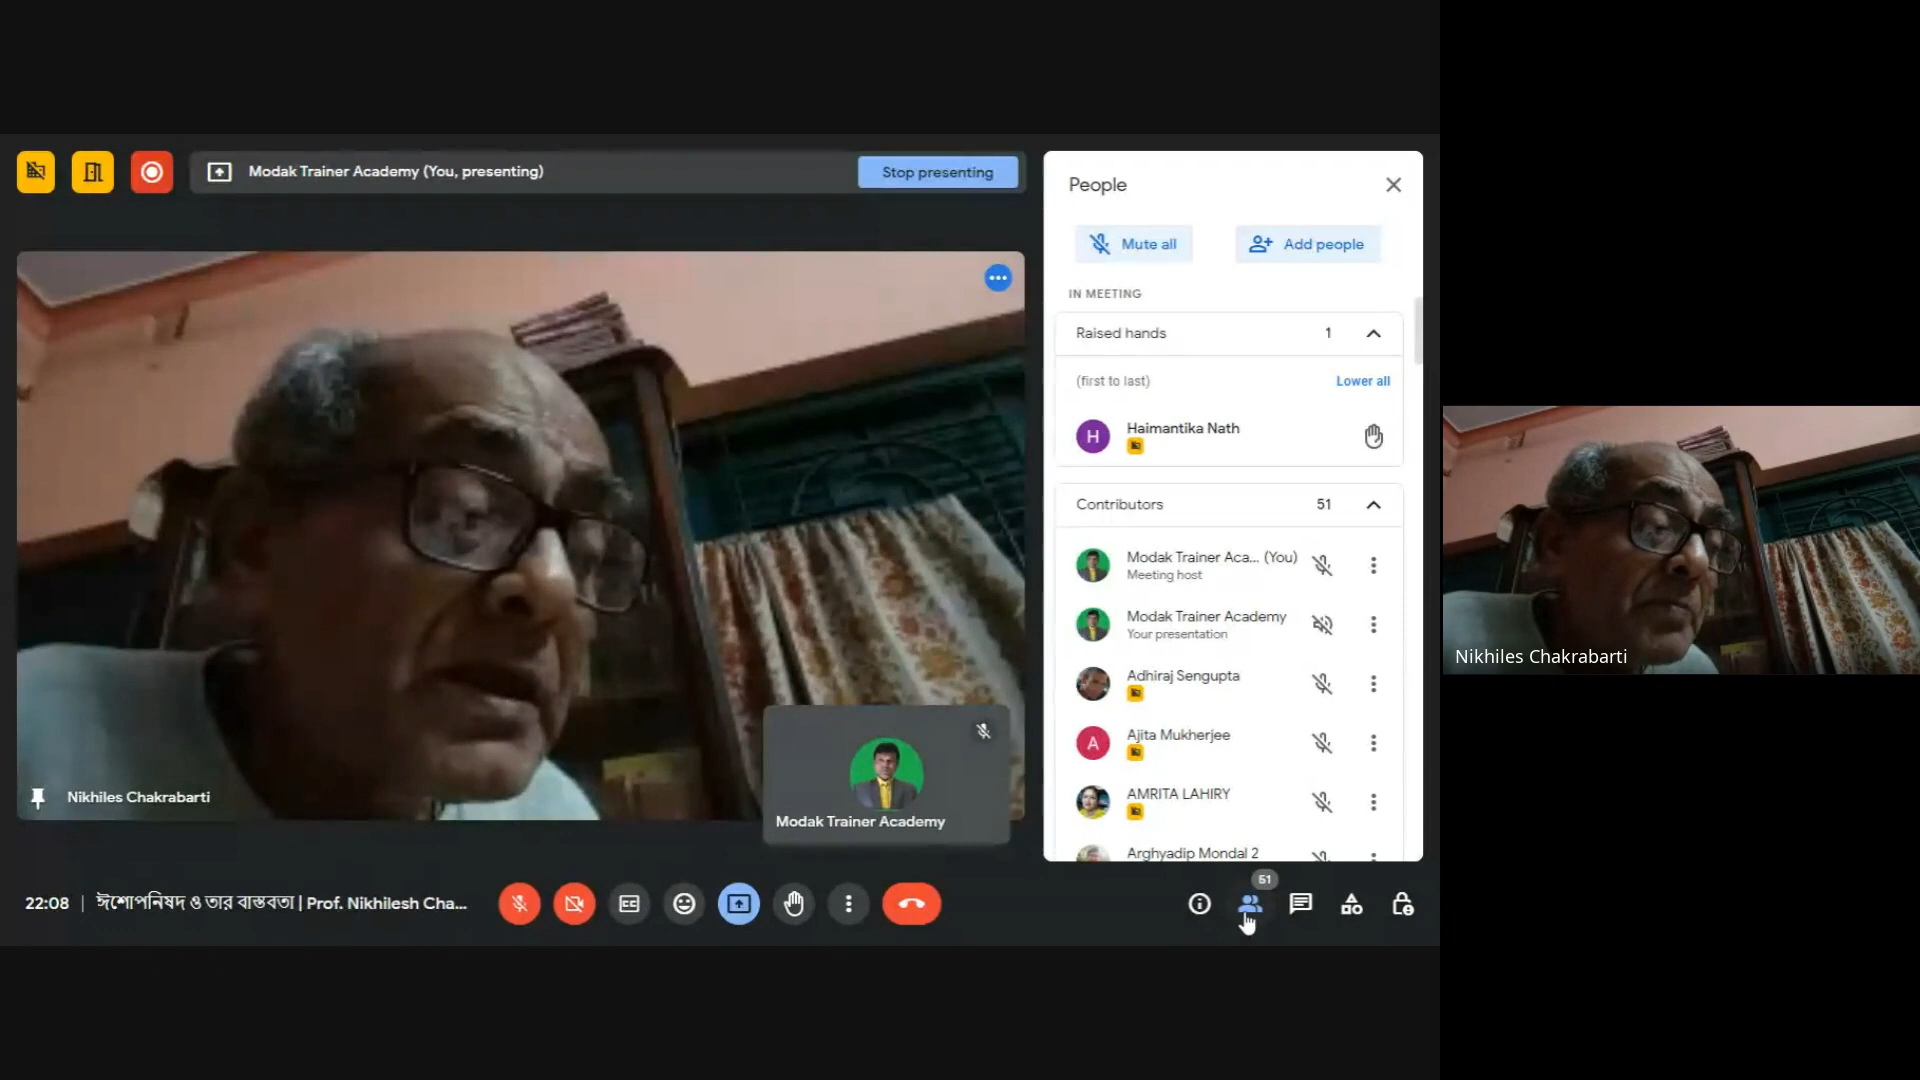 Modak Trainer Academy (You, presenting)
Stop presenting
People
Mute all
Add people
IN MEETING
Raised hands 1
(first to last) Lower all
H Haimantika Nath
Contributors 51
Modak Trainer Aca... (You)
Meeting host
Modak Trainer Academy
Your presentation
Adhiraj Sengupta
A Ajita Mukherjee
AMRITA LAHIRY
Arghyadip Mondal 2
Nikhiles Chakrabarti
Modak Trainer Academy
22:08 | ঈশোপনিষদ ও তার বাস্তবতা | Prof. Nikhilesh Cha...
CC
51
Nikhiles Chakrabarti